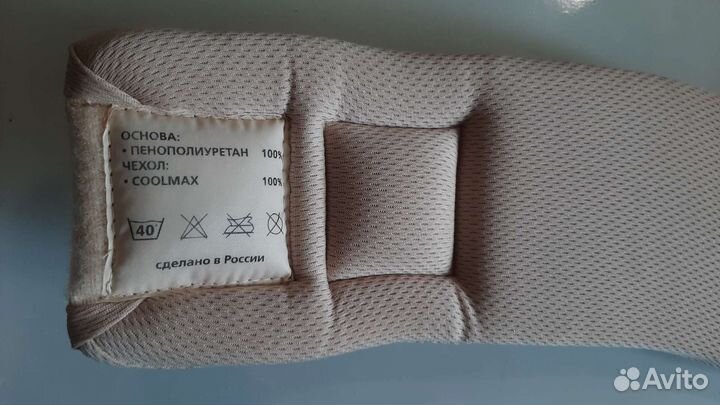 ОСНОВА:
• ПЕНОПОЛИУРЕТАН 100%
ЧЕХОЛ:
• COOLMAX 100%
40°
сделано в России
Avito